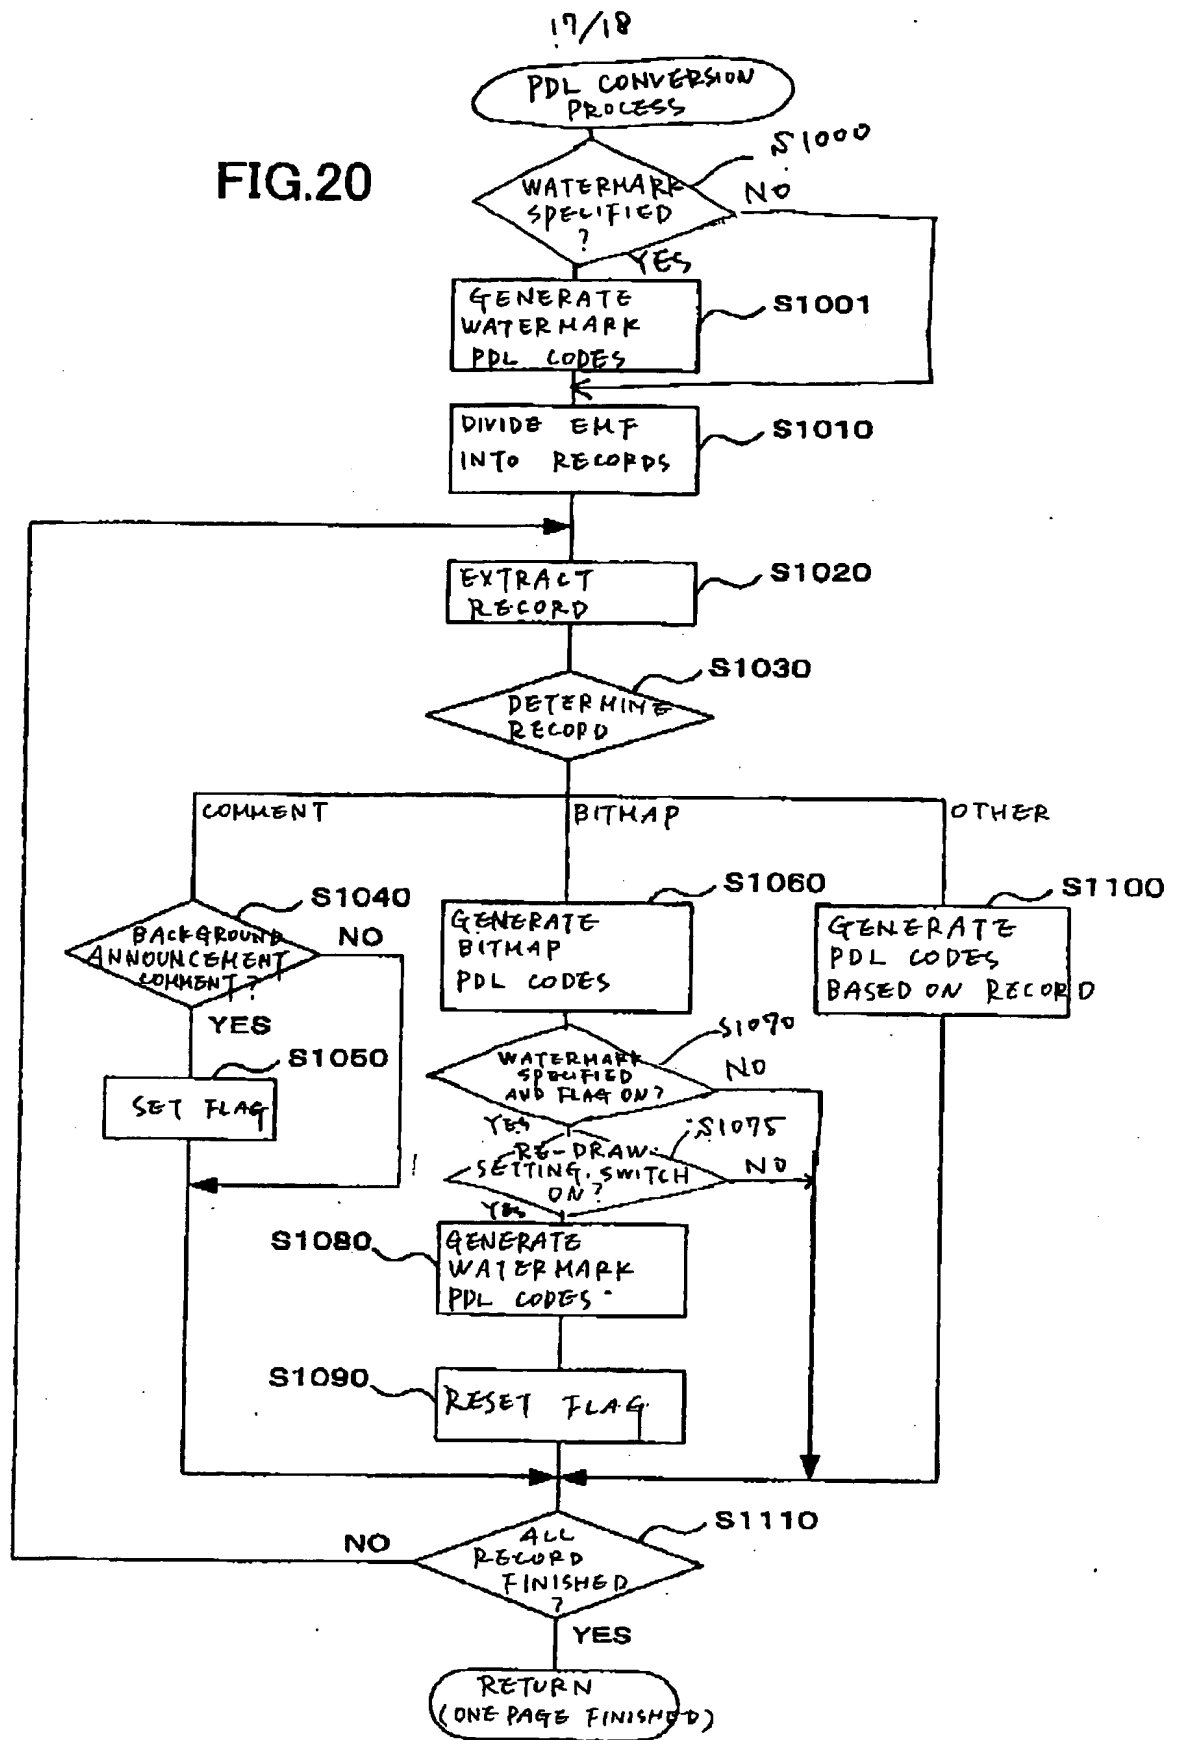 17/18
PDL CONVERSION
PROCESS
FIG.20
S1000
WATERMARK
SPECIFIED
?
NO
YES
GENERATE
WATERMARK
PDL CODES
S1001
DIVIDE EMF
INTO RECORDS
S1010
EXTRACT
RECORD
S1020
S1030
DETERMINE
RECORD
COMMENT
BITMAP
OTHER
S1040
BACKGROUND
ANNOUNCEMENT
COMMENT?
NO
YES
S1050
SET FLAG
S1060
GENERATE
BITMAP
PDL CODES
S1100
GENERATE
PDL CODES
BASED ON RECORD
S1070
WATERMARK
SPECIFIED
AND FLAG ON?
NO
YES
S1075
RE-DRAW
SETTING SWITCH
ON?
NO
YES
S1080
GENERATE
WATERMARK
PDL CODES
S1090
RESET FLAG
S1110
ALL
RECORD
FINISHED
?
NO
YES
RETURN
(ONE PAGE FINISHED)